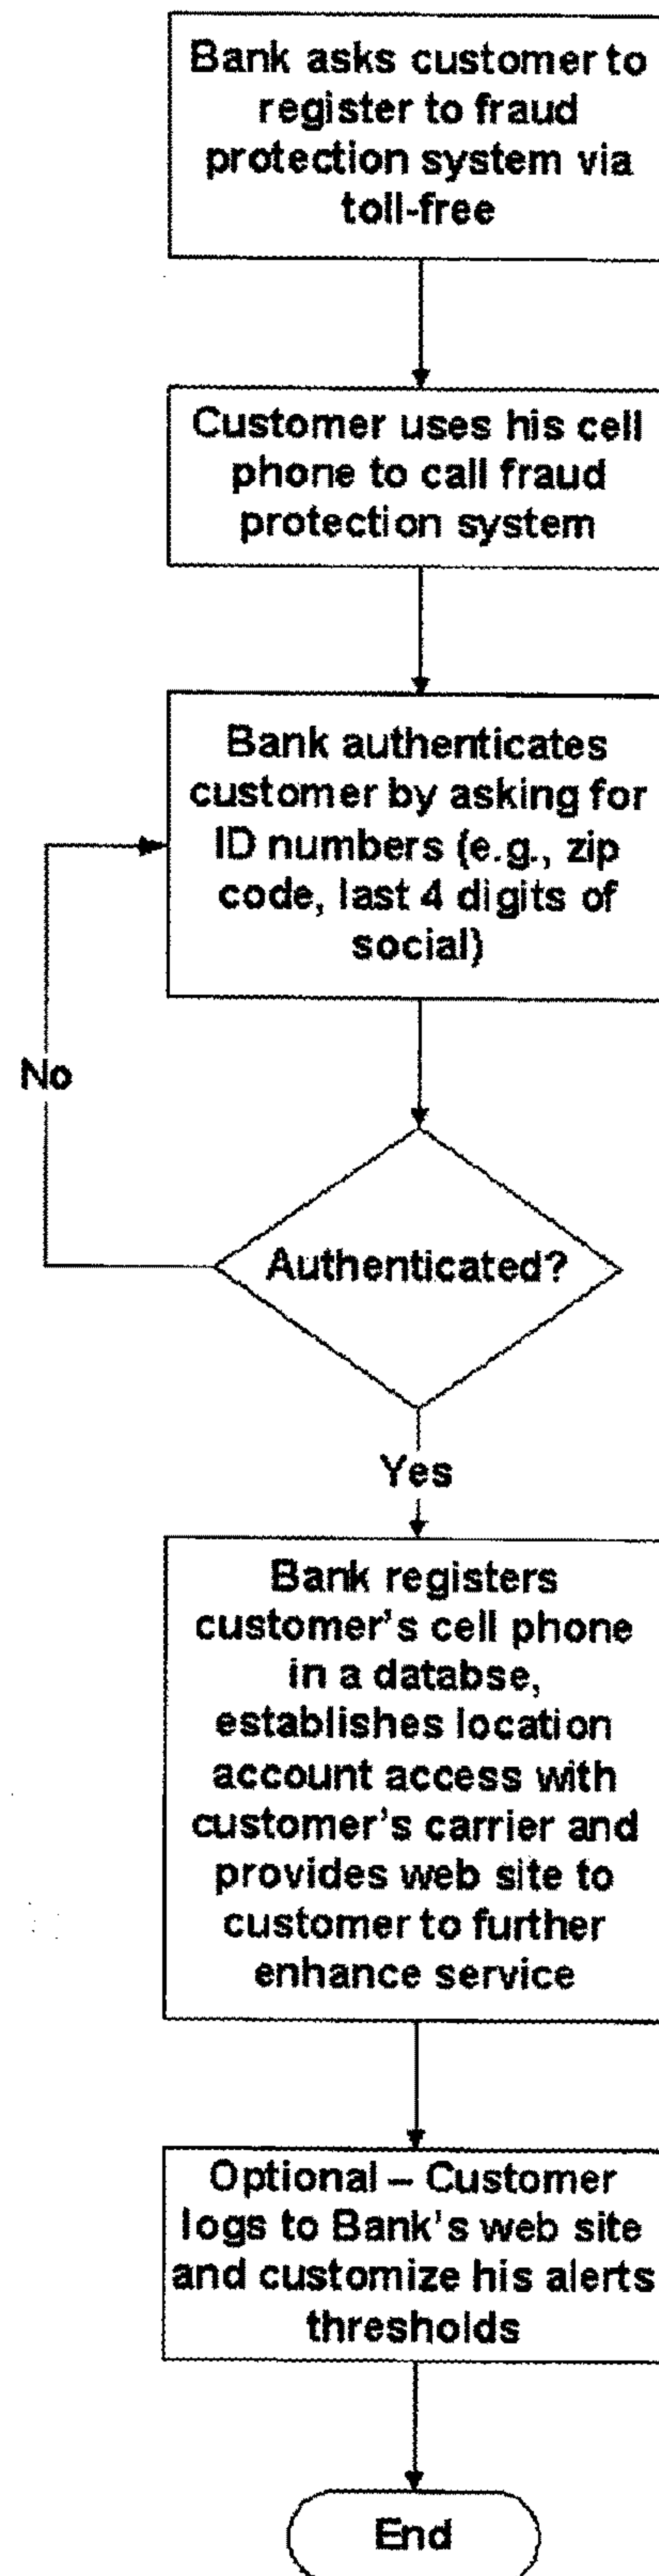 Bank asks customer to
register to fraud
protection system via
toll-free
Customer uses his cell
phone to call fraud
protection system
Bank authenticates
customer by asking for
ID numbers (e.g., zip
code, last 4 digits of
social)
No
Authenticated?
Yes
Bank registers
customer's cell phone
in a databse,
establishes location
account access with
customer's carrier and
provides web site to
customer to further
enhance service
Optional – Customer
logs to Bank's web site
and customize his alerts
thresholds
End